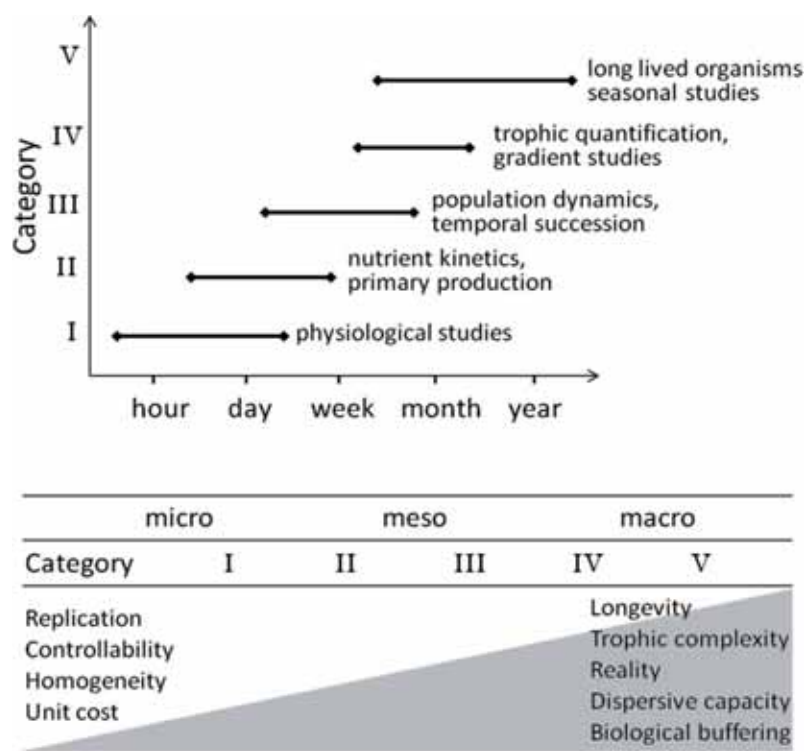 V
long lived organisms
seasonal studies
IV
trophic quantification,
gradient studies
III
population dynamics,
temporal succession
II
nutrient kinetics,
primary production
I
physiological studies
Category
hour day week month year
micro meso macro
Category I II III IV V
Replication
Controllability
Homogeneity
Unit cost
Longevity
Trophic complexity
Reality
Dispersive capacity
Biological buffering